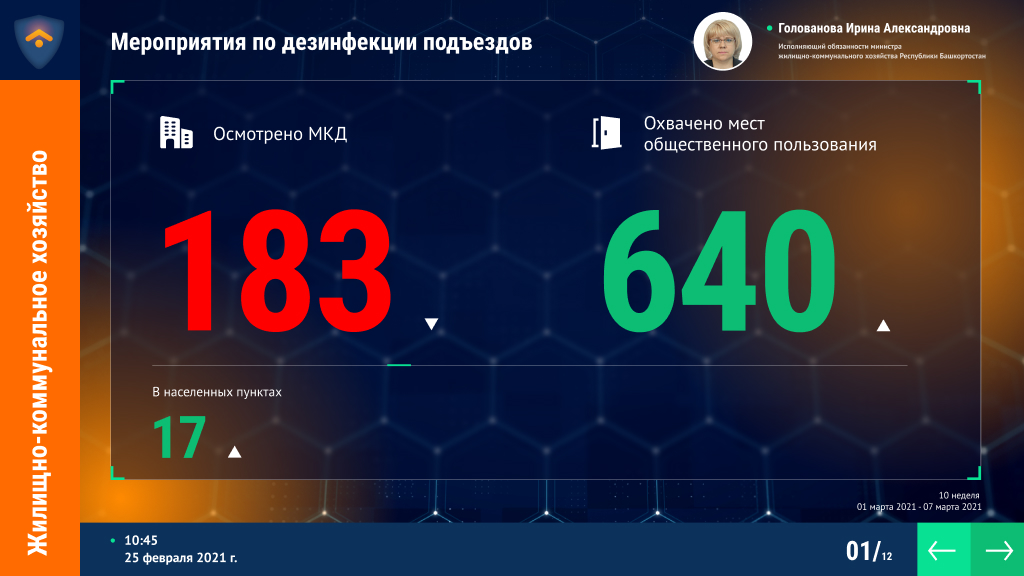 Мероприятия по дезинфекции подъездов
Голованова Ирина Александровна
Исполняющий обязанности министра
жилищно-коммунального хозяйства Республики Башкортостан
Жилищно-коммунальное хозяйство
Осмотрено МКД
183
Охвачено мест
общественного пользования
640
В населенных пунктах
17
10 неделя
01 марта 2021 - 07 марта 2021
10:45
25 февраля 2021 г.
01/12